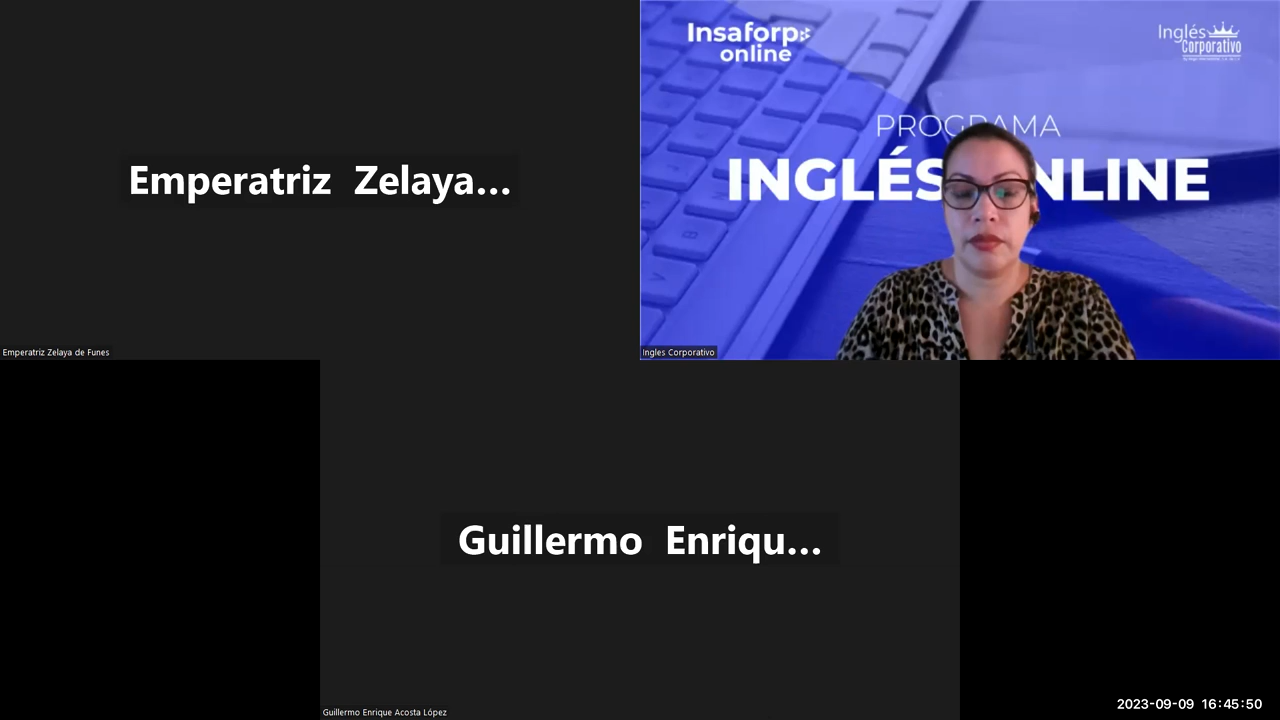 Emperatriz Zelaya...
Emperatriz Zelaya de Funes
Insaforp
online
Inglés
Corporativo
PROGRAMA
INGLÉS NLINE
Ingles Corporativo
Guillermo Enriqu...
Guillermo Enrique Acosta López
2023-09-09 16:45:50